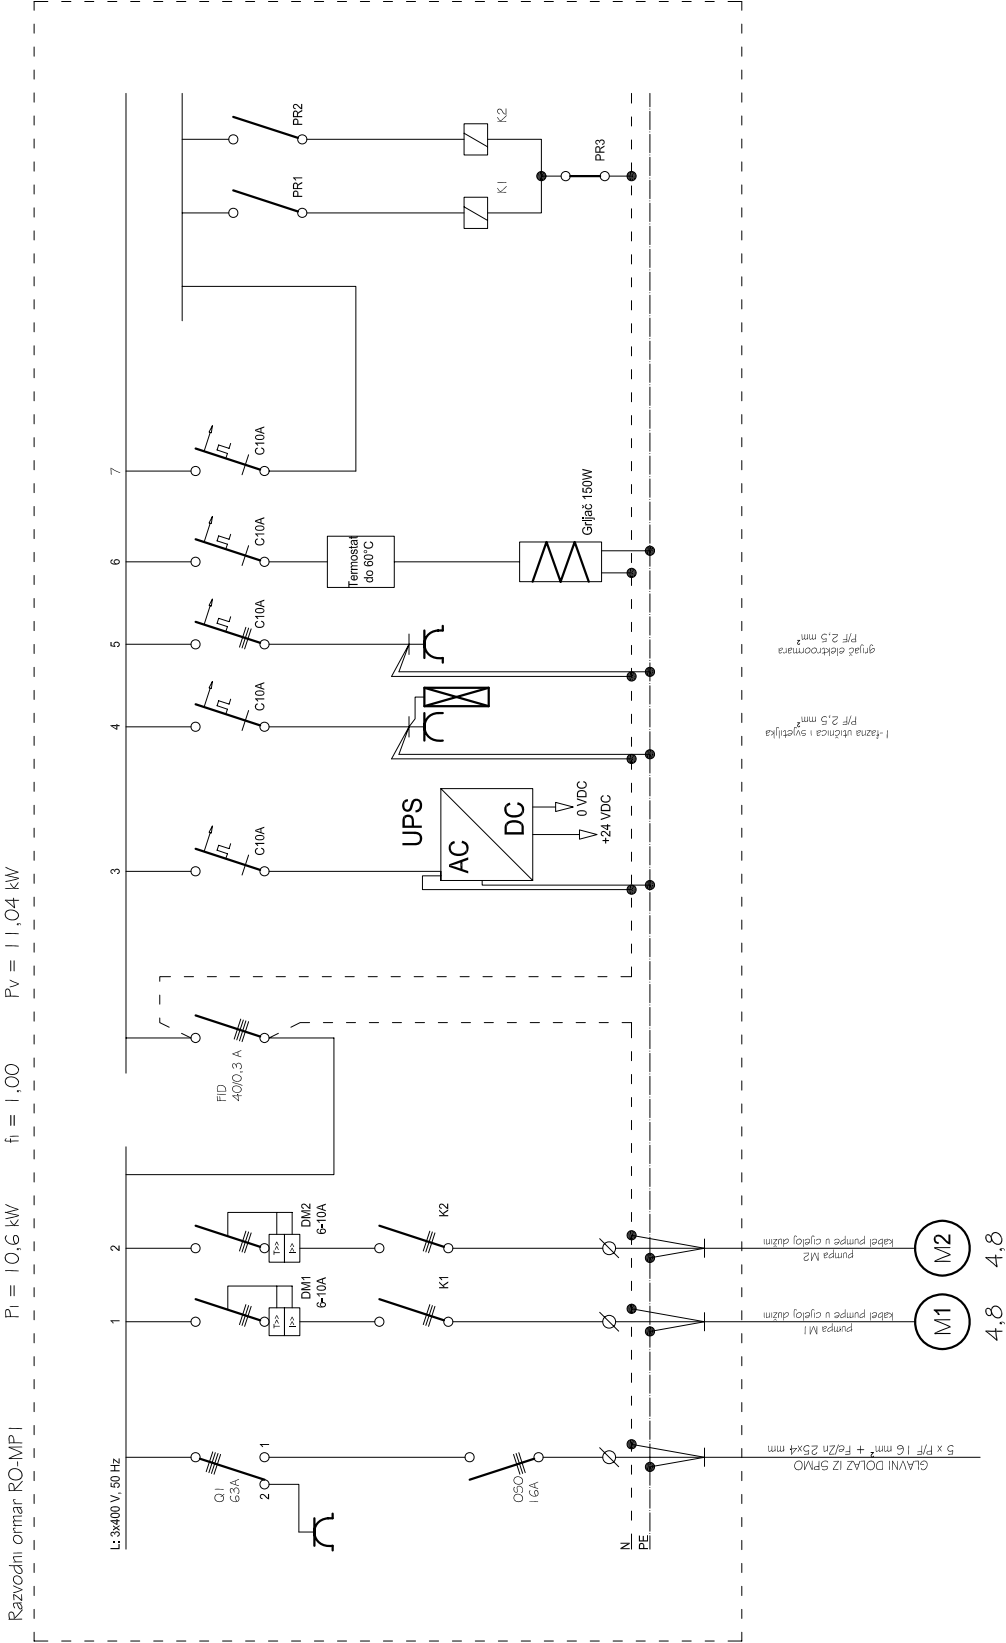 Razvodni ormar RO-MP1
Pi = 10,6 kW
fi = 1,00
Pv = 11,04 kW
L: 3x400 V, 50 Hz
1
2
3
4
5
6
7
Q1
63A
1
2
T>>
I>>
DM1
6-10A
T>>
I>>
DM2
6-10A
FID
40/0,3 A
C10A
C10A
C10A
C10A
C10A
PR1
PR2
OSO
16A
K1
K2
UPS
AC
DC
0 VDC
+24 VDC
Termostat
do 60°C
Grijač 150W
K1
K2
PR3
N
PE
GLAVNI DOLAZ IZ SPMO
5 x P/F 16 mm² + Fe/Zn 25x4 mm
pumpa M1
kabel pumpe u cijeloj dužini
pumpa M2
kabel pumpe u cijeloj dužini
1-fazna utičnica i svjetiljka
P/F 2,5 mm²
grijač elektroormara
P/F 2,5 mm²
M1
M2
4,8
4,8